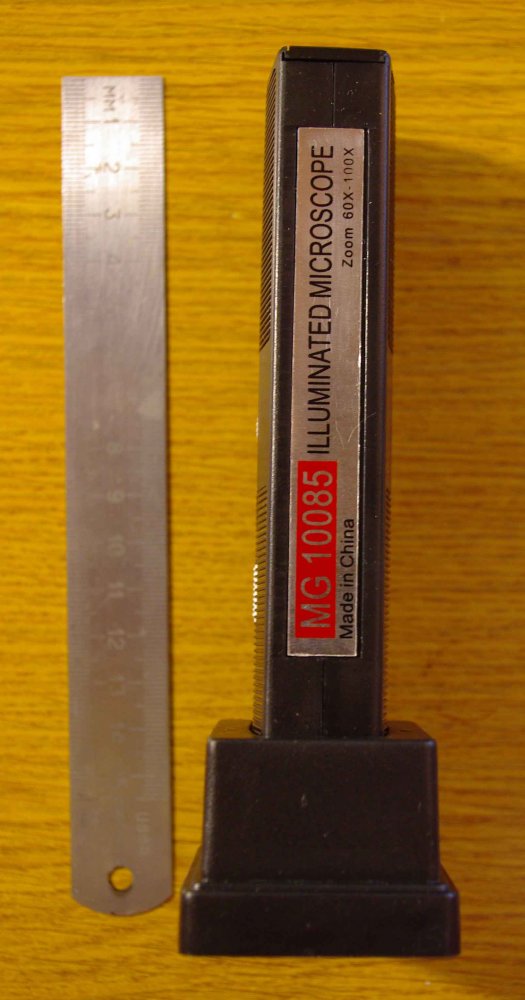 MM 1
2
3
4
8
9
10
11
12
13
ILLUMINATED MICROSCOPE
Zoom 60X-100X
MG 10085
Made in China